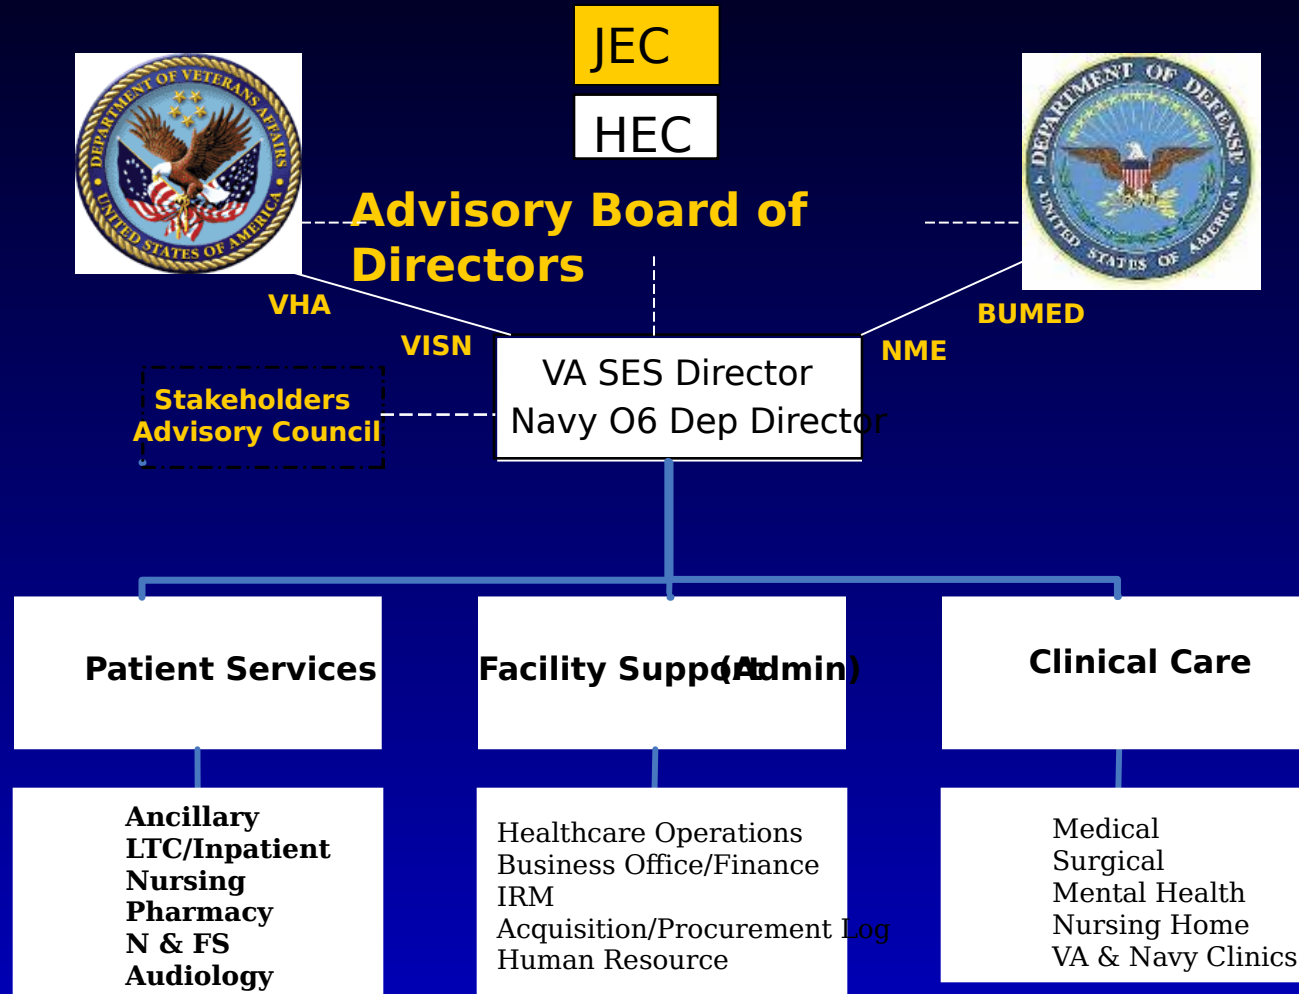 JEC
HEC
DEPARTMENT OF VETERANS AFFAIRS
UNITED STATES OF AMERICA
DEPARTMENT OF DEFENSE
UNITED STATES OF AMERICA
Advisory Board of
Directors
VHA
VISN
BUMED
NME
Stakeholders
Advisory Council
VA SES Director
Navy O6 Dep Director
Patient Services
Facility Support (Admin)
Clinical Care
Ancillary
LTC/Inpatient
Nursing
Pharmacy
N & FS
Audiology
Healthcare Operations
Business Office/Finance
IRM
Acquisition/Procurement Log
Human Resource
Medical
Surgical
Mental Health
Nursing Home
VA & Navy Clinics